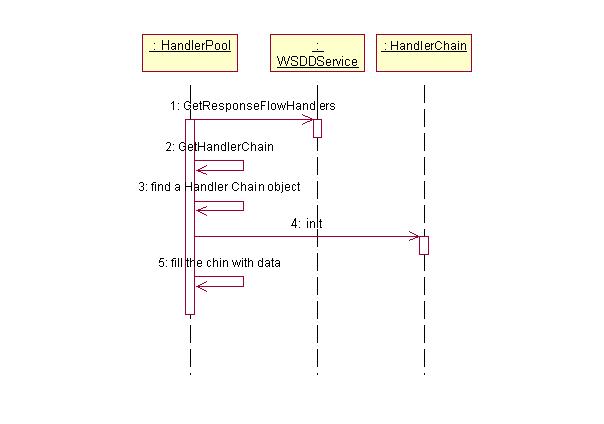 : HandlerPool
:
WSDDService
: HandlerChain
1: GetResponseFlowHandlers
2: GetHandlerChain
3: find a Handler Chain object
4: init
5: fill the chin with data